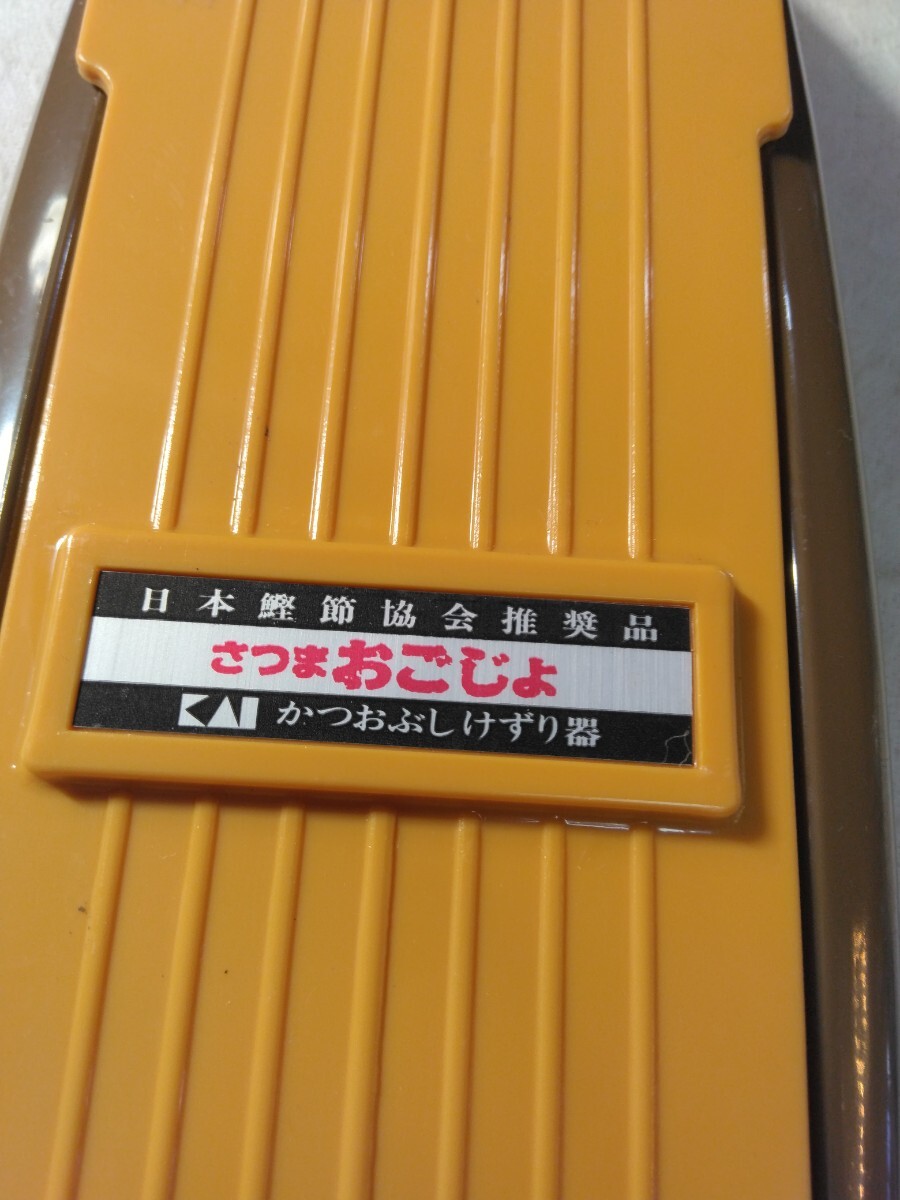 日本鰹節協会推奨品
さつまおごじょ
KAI かつおぶしけずり器